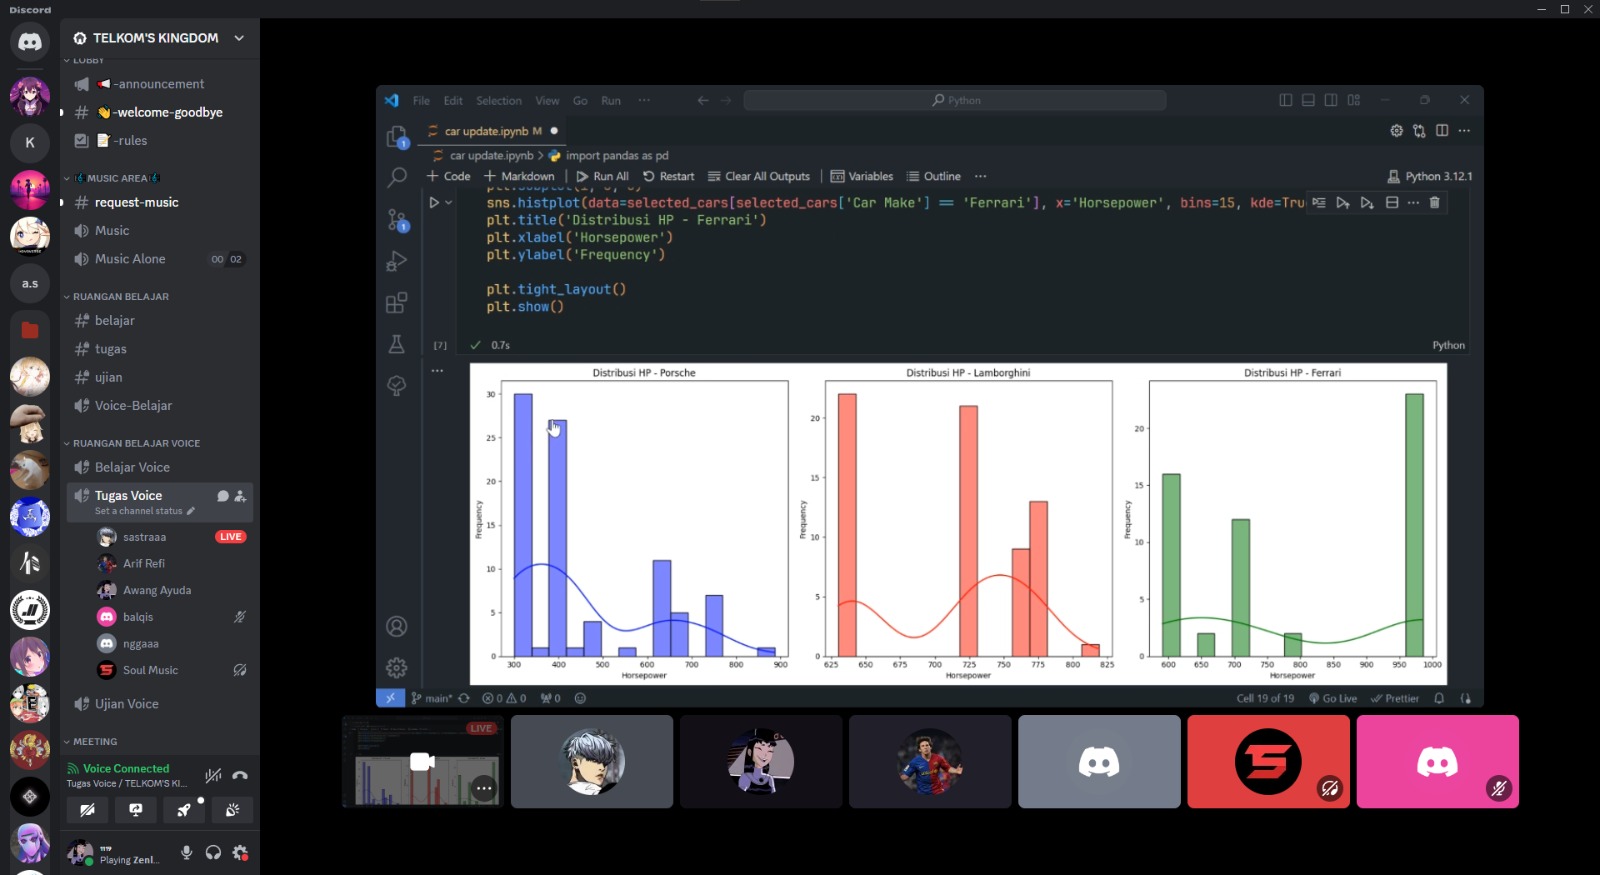 Discord
TELKOM'S KINGDOM
LOBBY
-announcement
-welcome-goodbye
-rules
MUSIC AREA
request-music
Music
Music Alone 00 02
RUANGAN BELAJAR
belajar
tugas
ujian
Voice-Belajar
RUANGAN BELAJAR VOICE
Belajar Voice
Tugas Voice
Set a channel status
sastraaa LIVE
Arif Refi
Awang Ayuda
balqis
nggaaa
Soul Music
Ujian Voice
MEETING
Voice Connected
Tugas Voice / TELKOM'S KI...
Playing Zenl...
K
a.s
File Edit Selection View Go Run ··· Python
car update.ipynb M
car update.ipynb > import pandas as pd
+ Code + Markdown Run All Restart Clear All Outputs Variables Outline ··· Python 3.12.1
sns.histplot(data=selected_cars[selected_cars['Car Make'] == 'Ferrari'], x='Horsepower', bins=15, kde=Tru
plt.title('Distribusi HP - Ferrari')
plt.xlabel('Horsepower')
plt.ylabel('Frequency')
plt.tight_layout()
plt.show()
[7] 0.7s Python
Distribusi HP - Porsche
30
25
20
15
10
5
0
Frequency
300 400 500 600 700 800 900
Horsepower
Distribusi HP - Lamborghini
20
15
10
5
0
Frequency
625 650 675 700 725 750 775 800 825
Horsepower
Distribusi HP - Ferrari
20
15
10
5
0
Frequency
600 650 700 750 800 850 900 950 1000
Horsepower
main* 0 0 0 Cell 19 of 19 Go Live Prettier
LIVE